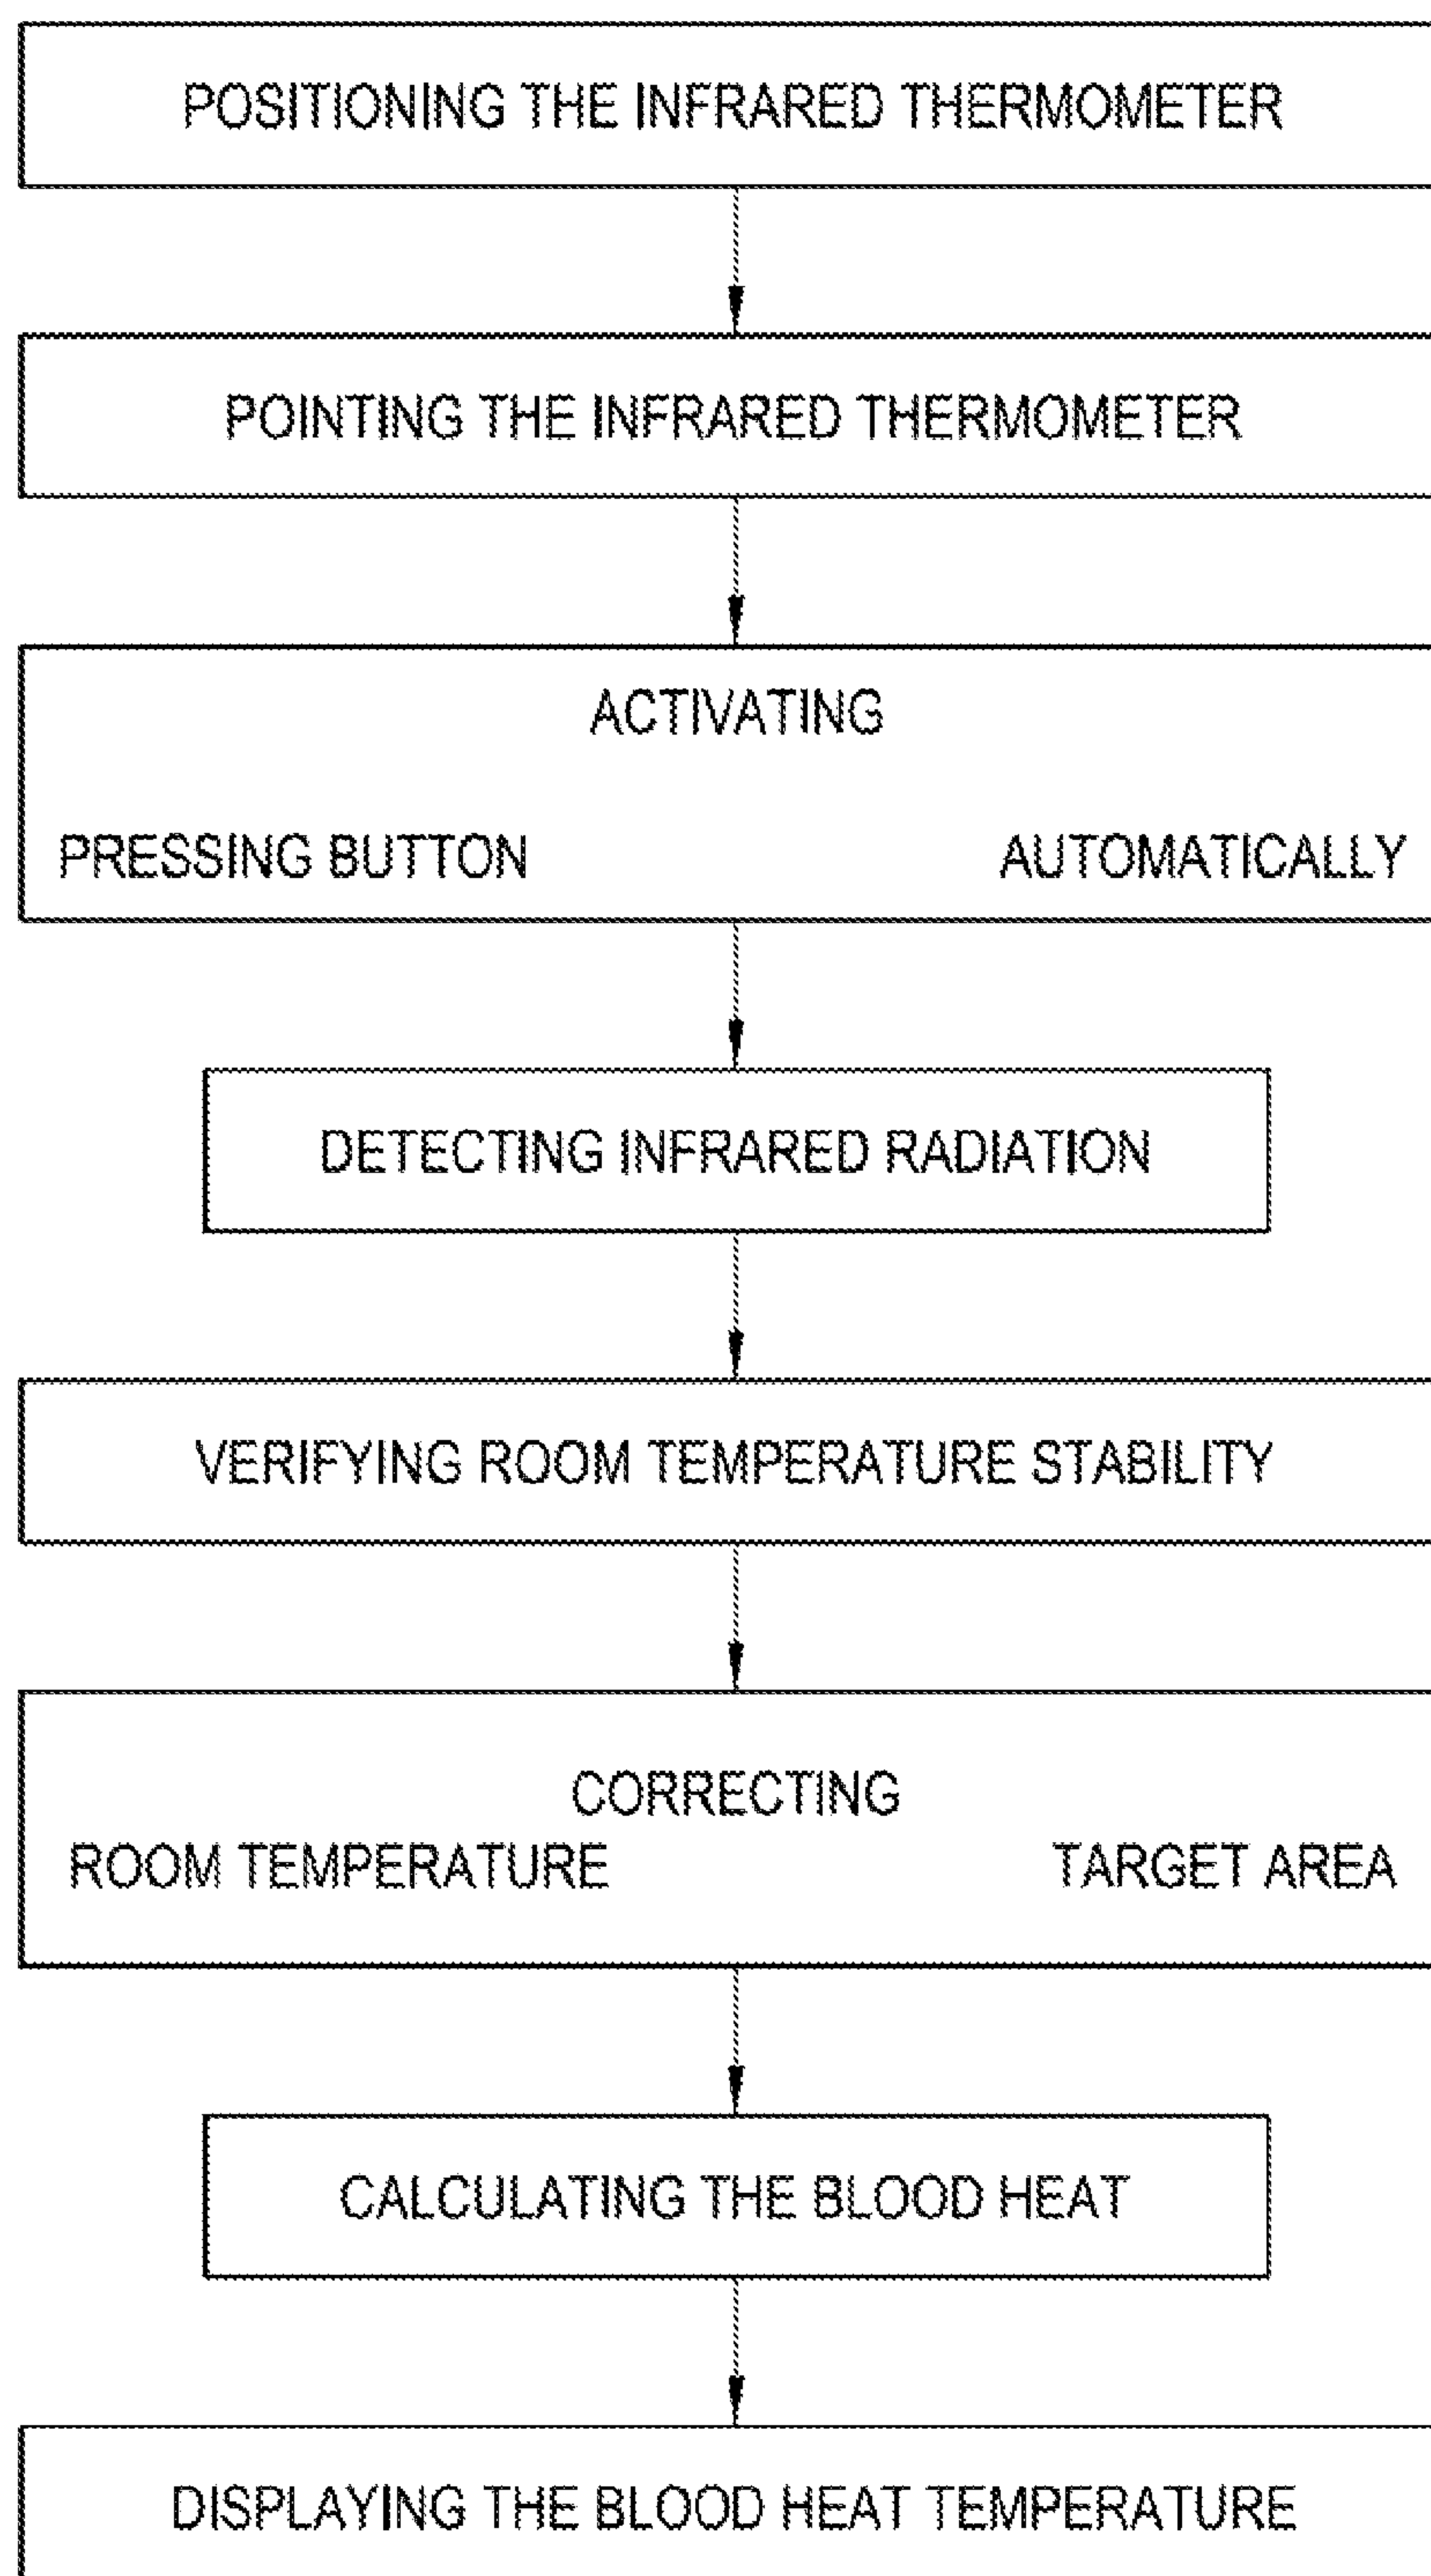 POSITIONING THE INFRARED THERMOMETER
POINTING THE INFRARED THERMOMETER
ACTIVATING
PRESSING BUTTON AUTOMATICALLY
DETECTING INFRARED RADIATION
VERIFYING ROOM TEMPERATURE STABILITY
CORRECTING
ROOM TEMPERATURE TARGET AREA
CALCULATING THE BLOOD HEAT
DISPLAYING THE BLOOD HEAT TEMPERATURE